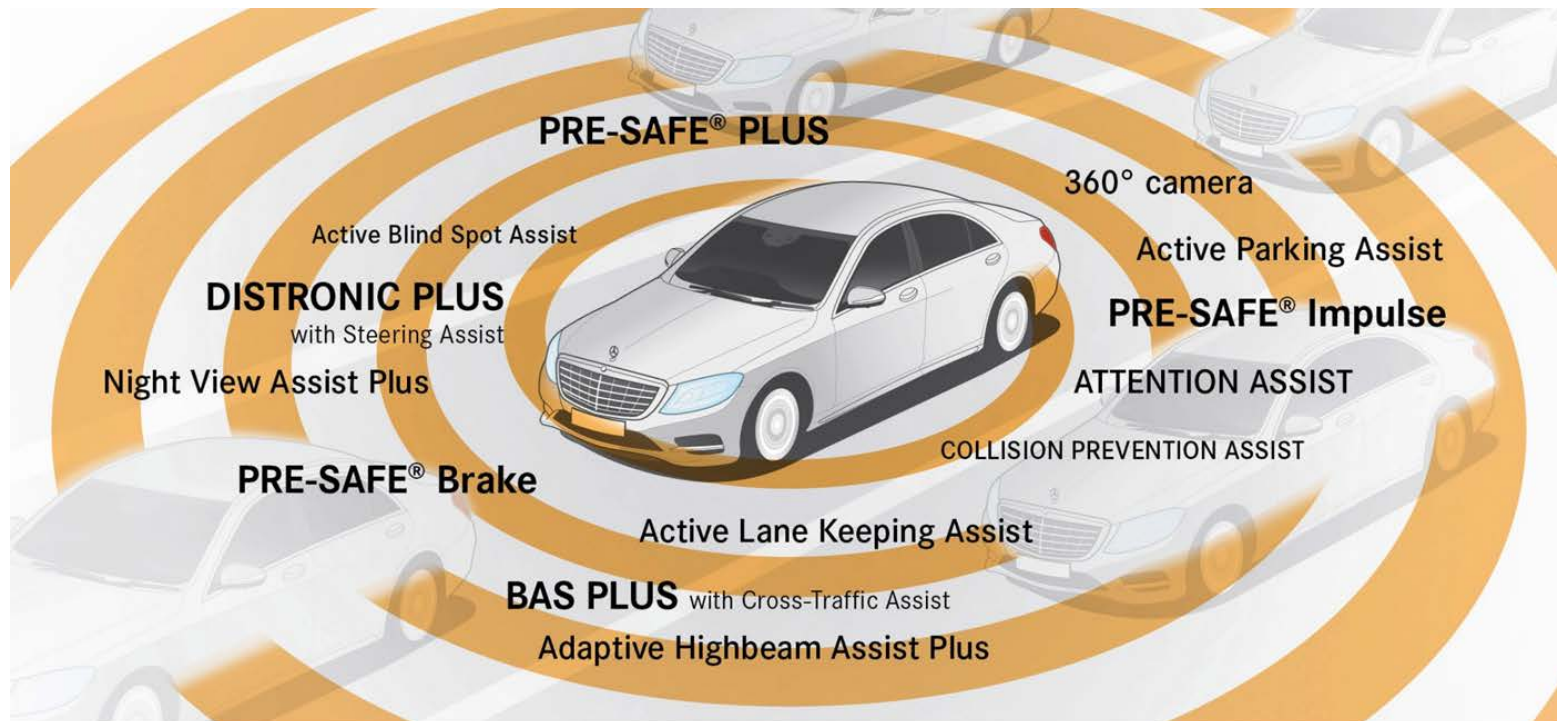 PRE-SAFE® PLUS
360° camera
Active Blind Spot Assist
Active Parking Assist
DISTRONIC PLUS
with Steering Assist
PRE-SAFE® Impulse
Night View Assist Plus
ATTENTION ASSIST
COLLISION PREVENTION ASSIST
PRE-SAFE® Brake
Active Lane Keeping Assist
BAS PLUS with Cross-Traffic Assist
Adaptive Highbeam Assist Plus